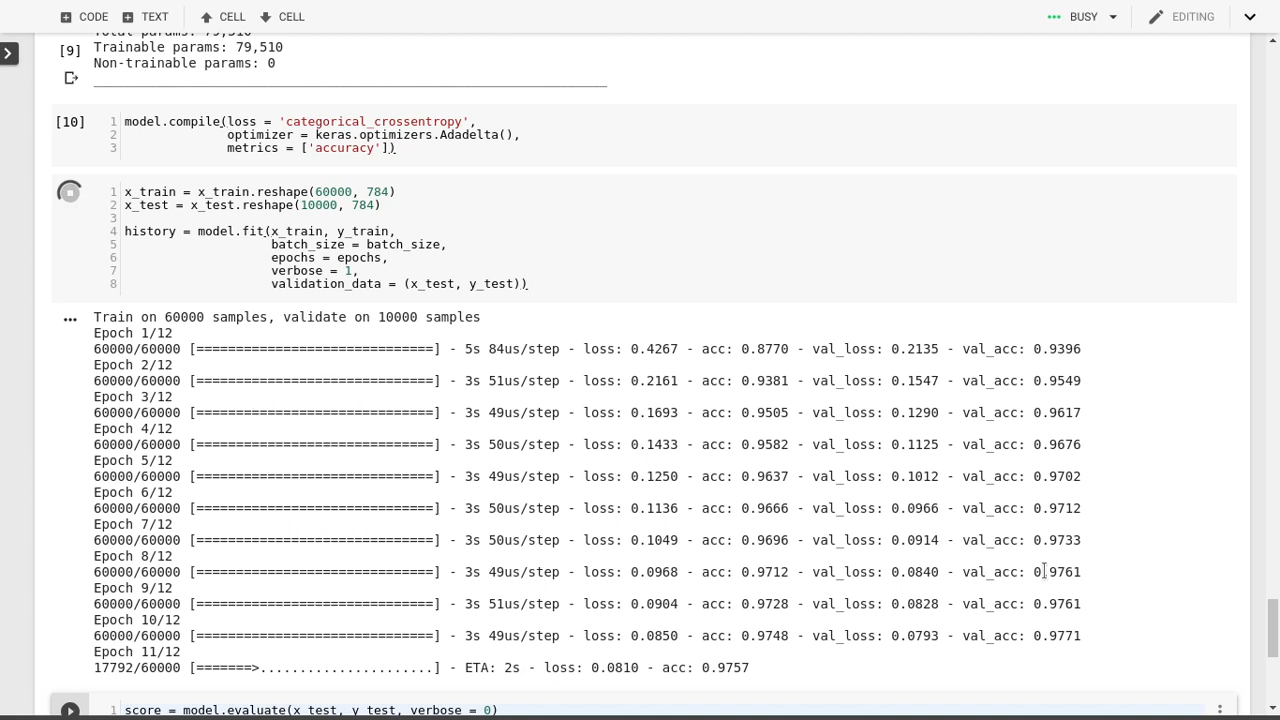 CODE TEXT CELL CELL BUSY EDITING
Total params: 79,510
[9] Trainable params: 79,510
Non-trainable params: 0
[10] 1 model.compile(loss = 'categorical_crossentropy',
2 optimizer = keras.optimizers.Adadelta(),
3 metrics = ['accuracy'])
1 x_train = x_train.reshape(60000, 784)
2 x_test = x_test.reshape(10000, 784)
3
4 history = model.fit(x_train, y_train,
5 batch_size = batch_size,
6 epochs = epochs,
7 verbose = 1,
8 validation_data = (x_test, y_test))
Train on 60000 samples, validate on 10000 samples
Epoch 1/12
60000/60000 [==============================] - 5s 84us/step - loss: 0.4267 - acc: 0.8770 - val_loss: 0.2135 - val_acc: 0.9396
Epoch 2/12
60000/60000 [==============================] - 3s 51us/step - loss: 0.2161 - acc: 0.9381 - val_loss: 0.1547 - val_acc: 0.9549
Epoch 3/12
60000/60000 [==============================] - 3s 49us/step - loss: 0.1693 - acc: 0.9505 - val_loss: 0.1290 - val_acc: 0.9617
Epoch 4/12
60000/60000 [==============================] - 3s 50us/step - loss: 0.1433 - acc: 0.9582 - val_loss: 0.1125 - val_acc: 0.9676
Epoch 5/12
60000/60000 [==============================] - 3s 49us/step - loss: 0.1250 - acc: 0.9637 - val_loss: 0.1012 - val_acc: 0.9702
Epoch 6/12
60000/60000 [==============================] - 3s 50us/step - loss: 0.1136 - acc: 0.9666 - val_loss: 0.0966 - val_acc: 0.9712
Epoch 7/12
60000/60000 [==============================] - 3s 50us/step - loss: 0.1049 - acc: 0.9696 - val_loss: 0.0914 - val_acc: 0.9733
Epoch 8/12
60000/60000 [==============================] - 3s 49us/step - loss: 0.0968 - acc: 0.9712 - val_loss: 0.0840 - val_acc: 0.9761
Epoch 9/12
60000/60000 [==============================] - 3s 51us/step - loss: 0.0904 - acc: 0.9728 - val_loss: 0.0828 - val_acc: 0.9761
Epoch 10/12
60000/60000 [==============================] - 3s 49us/step - loss: 0.0850 - acc: 0.9748 - val_loss: 0.0793 - val_acc: 0.9771
Epoch 11/12
17792/60000 [=======>......................] - ETA: 2s - loss: 0.0810 - acc: 0.9757
1 score = model.evaluate(x_test, y_test, verbose = 0)